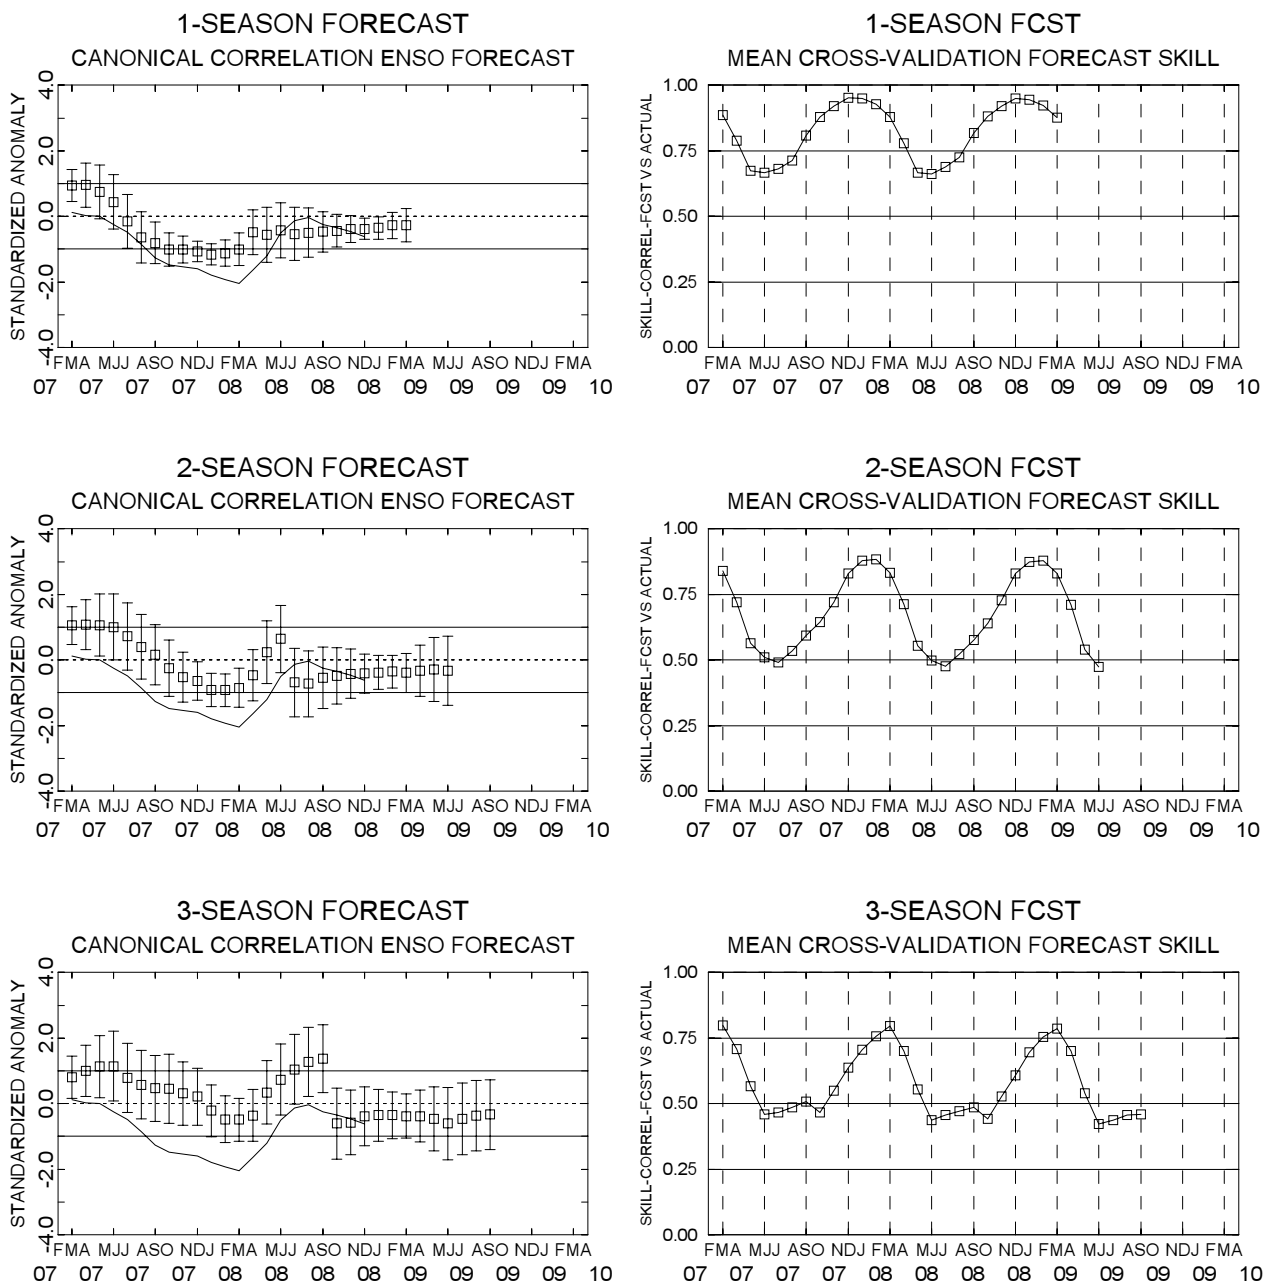 1-SEASON FORECAST
CANONICAL CORRELATION ENSO FORECAST
STANDARDIZED ANOMALY
4.0
2.0
0.0
-2.0
-4.0
FMA MJJ ASO NDJ FMA MJJ ASO NDJ FMA MJJ ASO NDJ FMA
07 07 07 07 08 08 08 08 09 09 09 09 10
1-SEASON FCST
MEAN CROSS-VALIDATION FORECAST SKILL
SKILL-CORREL-FCST VS ACTUAL
1.00
0.75
0.50
0.25
0.00
FMA MJJ ASO NDJ FMA MJJ ASO NDJ FMA MJJ ASO NDJ FMA
07 07 07 07 08 08 08 08 09 09 09 09 10
2-SEASON FORECAST
CANONICAL CORRELATION ENSO FORECAST
STANDARDIZED ANOMALY
4.0
2.0
0.0
-2.0
-4.0
FMA MJJ ASO NDJ FMA MJJ ASO NDJ FMA MJJ ASO NDJ FMA
07 07 07 07 08 08 08 08 09 09 09 09 10
2-SEASON FCST
MEAN CROSS-VALIDATION FORECAST SKILL
SKILL-CORREL-FCST VS ACTUAL
1.00
0.75
0.50
0.25
0.00
FMA MJJ ASO NDJ FMA MJJ ASO NDJ FMA MJJ ASO NDJ FMA
07 07 07 07 08 08 08 08 09 09 09 09 10
3-SEASON FORECAST
CANONICAL CORRELATION ENSO FORECAST
STANDARDIZED ANOMALY
4.0
2.0
0.0
-2.0
-4.0
FMA MJJ ASO NDJ FMA MJJ ASO NDJ FMA MJJ ASO NDJ FMA
07 07 07 07 08 08 08 08 09 09 09 09 10
3-SEASON FCST
MEAN CROSS-VALIDATION FORECAST SKILL
SKILL-CORREL-FCST VS ACTUAL
1.00
0.75
0.50
0.25
0.00
FMA MJJ ASO NDJ FMA MJJ ASO NDJ FMA MJJ ASO NDJ FMA
07 07 07 07 08 08 08 08 09 09 09 09 10